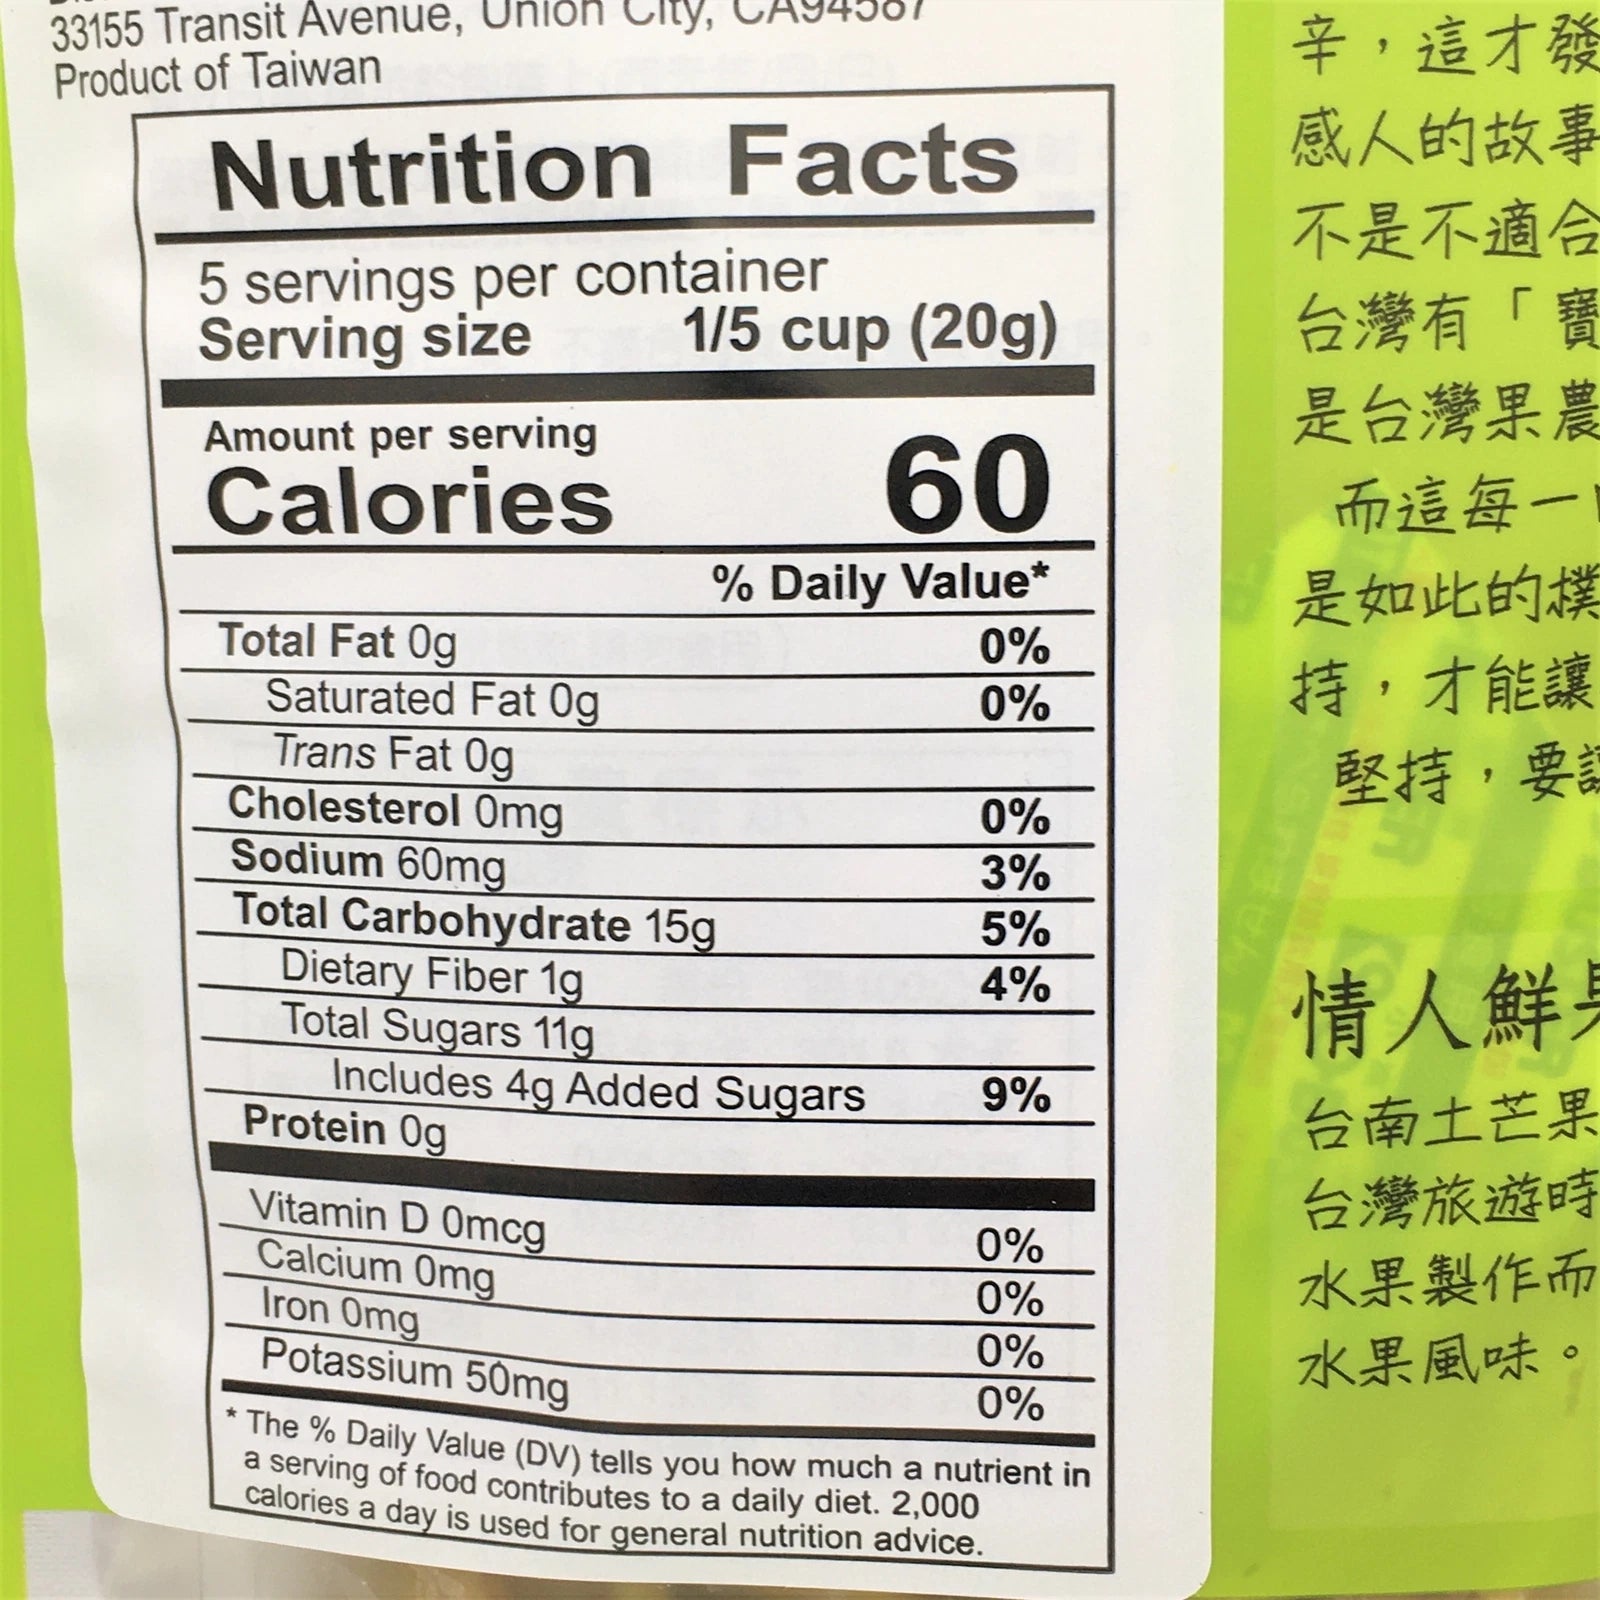 33155 Transit Avenue, Union City, CA94587
Product of Taiwan
Nutrition Facts
5 servings per container
Serving size 1/5 cup (20g)
Amount per serving
Calories 60
% Daily Value*
Total Fat 0g 0%
Saturated Fat 0g 0%
Trans Fat 0g
Cholesterol 0mg 0%
Sodium 60mg 3%
Total Carbohydrate 15g 5%
Dietary Fiber 1g 4%
Total Sugars 11g
Includes 4g Added Sugars 9%
Protein 0g
Vitamin D 0mcg 0%
Calcium 0mg 0%
Iron 0mg 0%
Potassium 50mg 0%
* The % Daily Value (DV) tells you how much a nutrient in
a serving of food contributes to a daily diet. 2,000
calories a day is used for general nutrition advice.
辛，這才發
感人的故事
不是不適合
台灣有「寶
是台灣果農
而這每一
是如此的樸
持，才能讓
堅持，要讓
情人鮮果
台南土芒果
台灣旅遊時
水果製作而
水果風味。